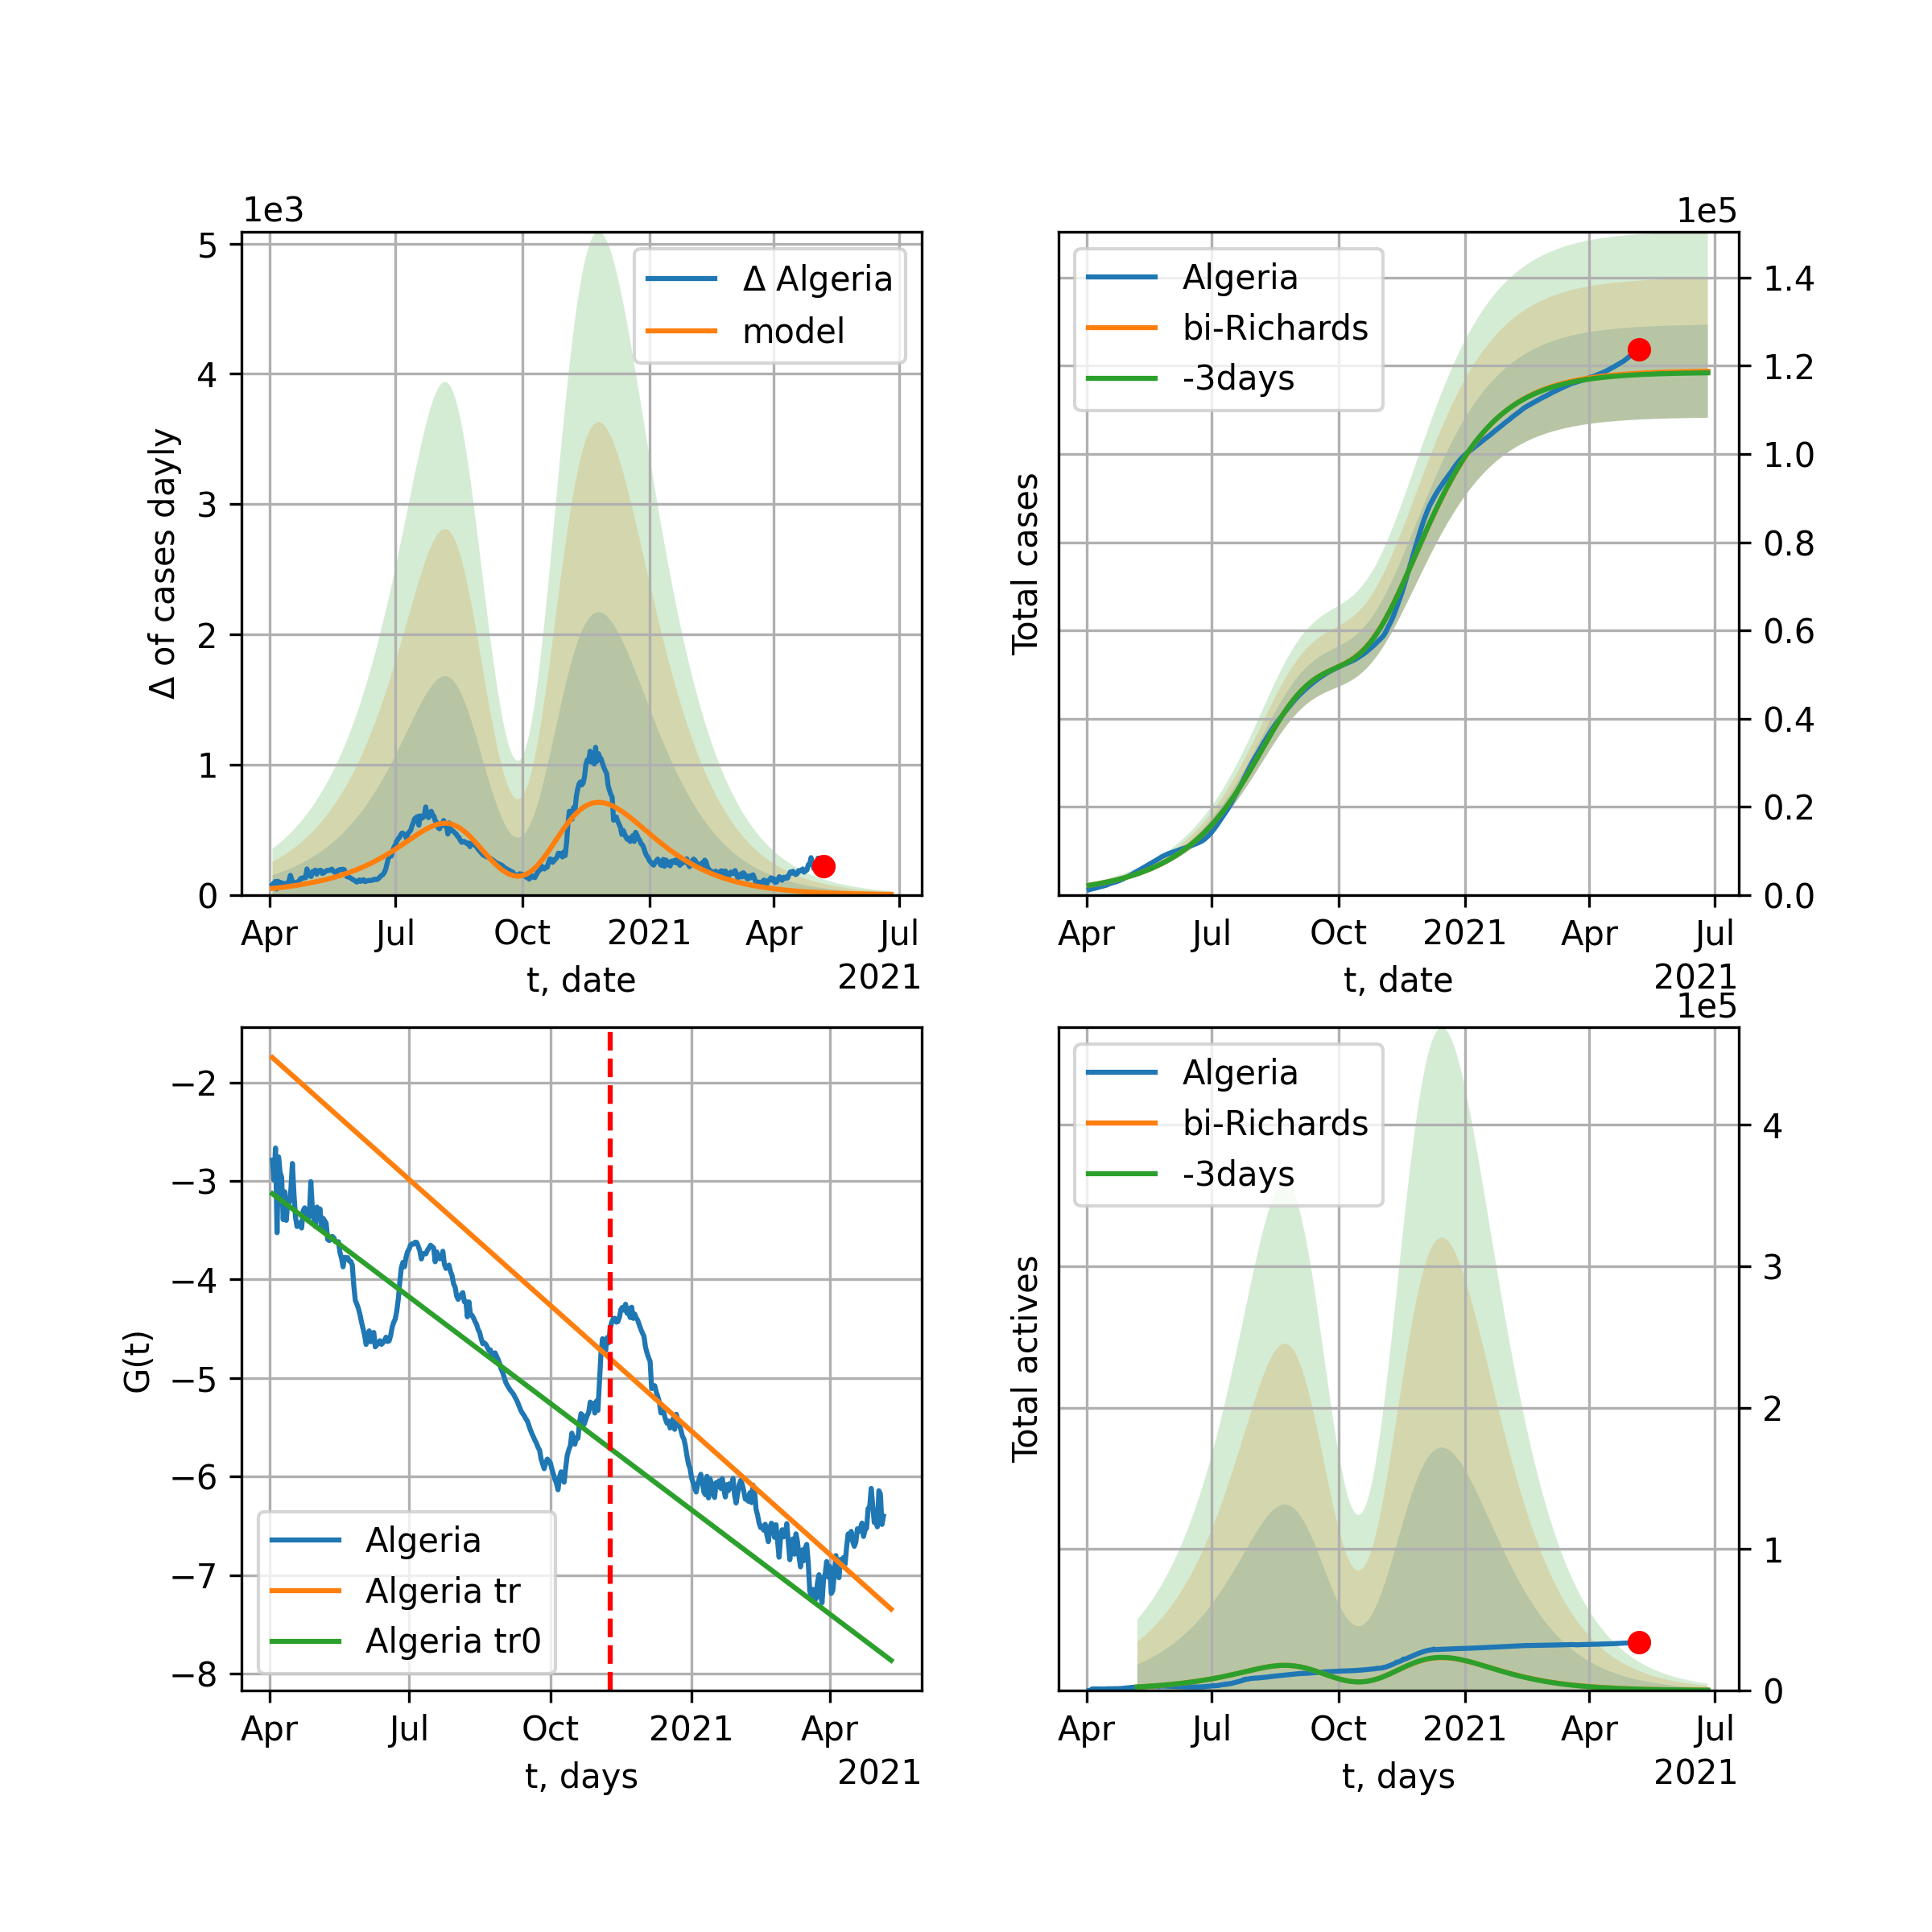 1e3
5
4
3
2
1
0
Δ of cases dayly
Δ Algeria
model
Apr
Jul
Oct
2021
Apr
Jul
t, date
2021
1e5
Total cases
Algeria
bi-Richards
-3days
1.4
1.2
1.0
0.8
0.6
0.4
0.2
0.0
Apr
Jul
Oct
2021
Apr
Jul
t, date
2021
−2
−3
−4
−5
−6
−7
−8
G(t)
Algeria
Algeria tr
Algeria tr0
Apr
Jul
Oct
2021
Apr
t, days
2021
1e5
Total actives
Algeria
bi-Richards
-3days
4
3
2
1
0
Apr
Jul
Oct
2021
Apr
Jul
t, days
2021